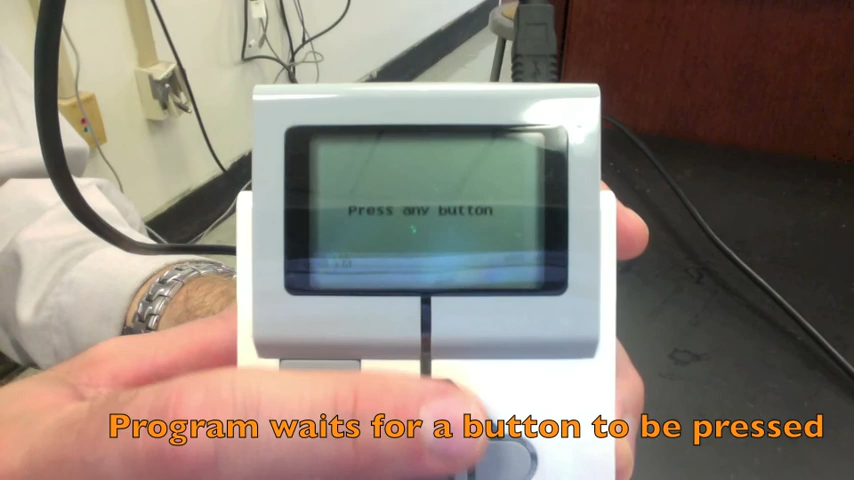 Press any button
Program waits for a button to be pressed